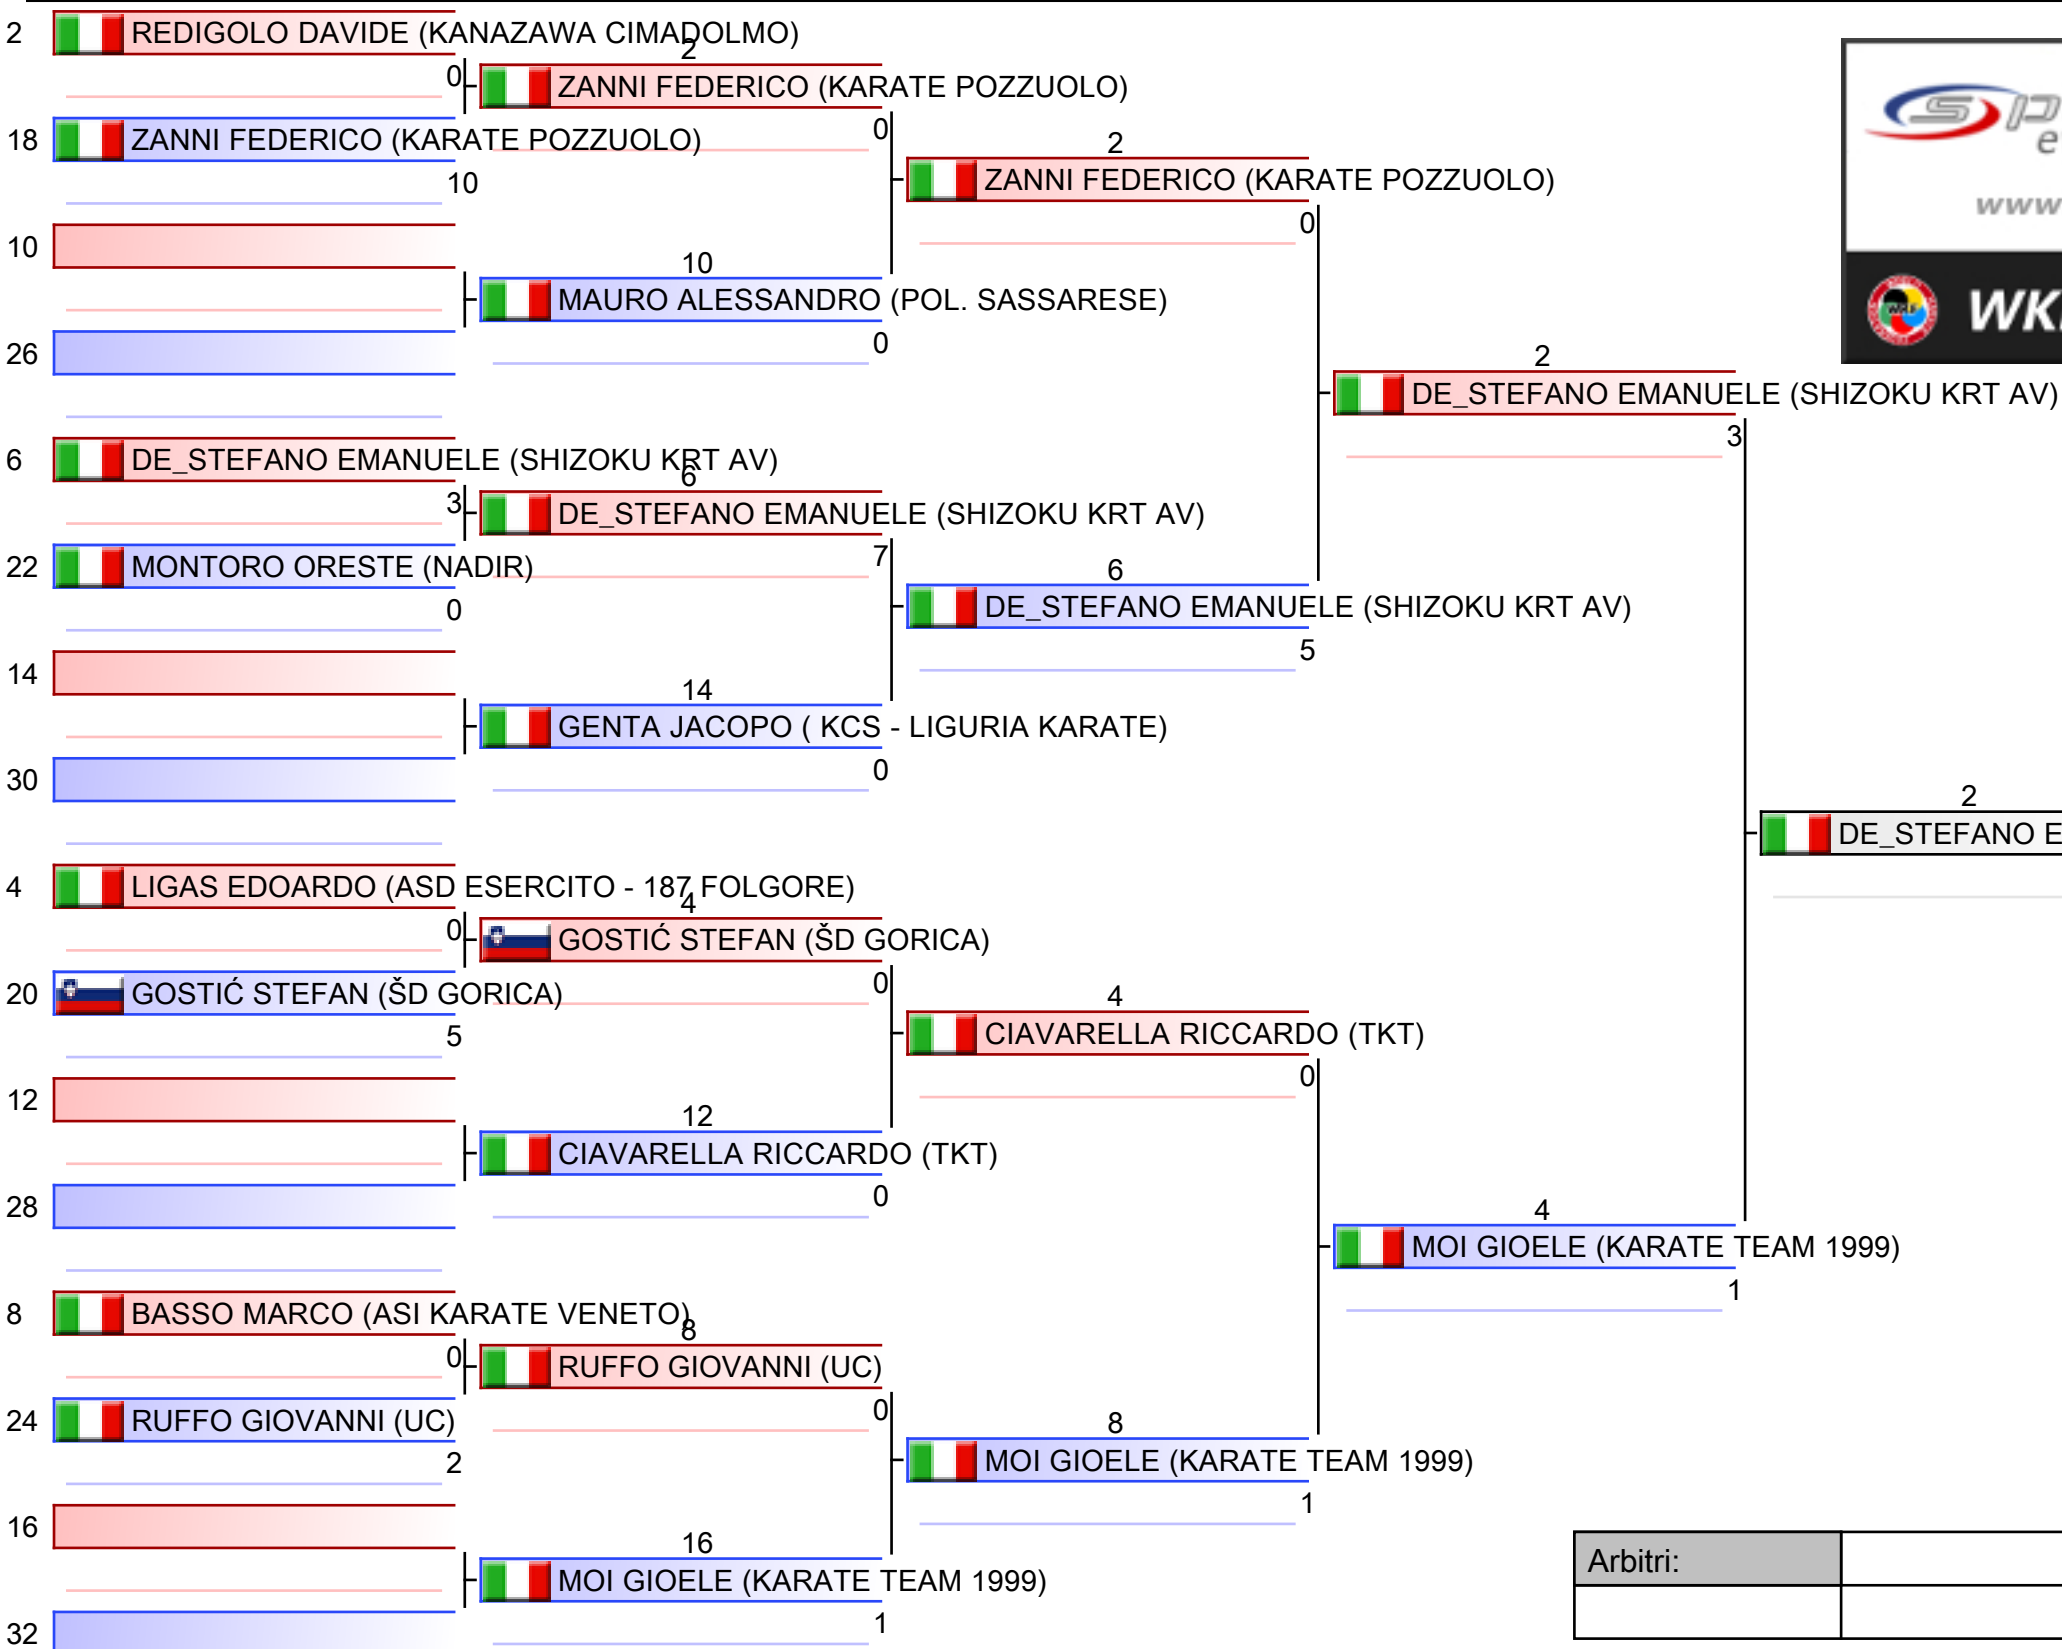 2 REDIGOLO DAVIDE (KANAZAWA CIMADOLMO)
2
0 ZANNI FEDERICO (KARATE POZZUOLO)
18 ZANNI FEDERICO (KARATE POZZUOLO)
0
2
10
ZANNI FEDERICO (KARATE POZZUOLO)
www
0
10
10
MAURO ALESSANDRO (POL. SASSARESE)
WK
26
0
2
DE_STEFANO EMANUELE (SHIZOKU KRT AV)
3
6 DE_STEFANO EMANUELE (SHIZOKU KRT AV)
6
3 DE_STEFANO EMANUELE (SHIZOKU KRT AV)
22 MONTORO ORESTE (NADIR)
7
6
0
DE_STEFANO EMANUELE (SHIZOKU KRT AV)
5
14
14
GENTA JACOPO ( KCS - LIGURIA KARATE)
0
30
2
DE_STEFANO E
4 LIGAS EDOARDO (ASD ESERCITO - 187 FOLGORE)
4
0 GOSTIĆ STEFAN (ŠD GORICA)
20 GOSTIĆ STEFAN (ŠD GORICA)
0
4
5
CIAVARELLA RICCARDO (TKT)
0
12
12
CIAVARELLA RICCARDO (TKT)
0
28
4
MOI GIOELE (KARATE TEAM 1999)
1
8 BASSO MARCO (ASI KARATE VENETO)
8
0 RUFFO GIOVANNI (UC)
24 RUFFO GIOVANNI (UC)
0
8
2
MOI GIOELE (KARATE TEAM 1999)
1
16
16
Arbitri:
MOI GIOELE (KARATE TEAM 1999)
1
32